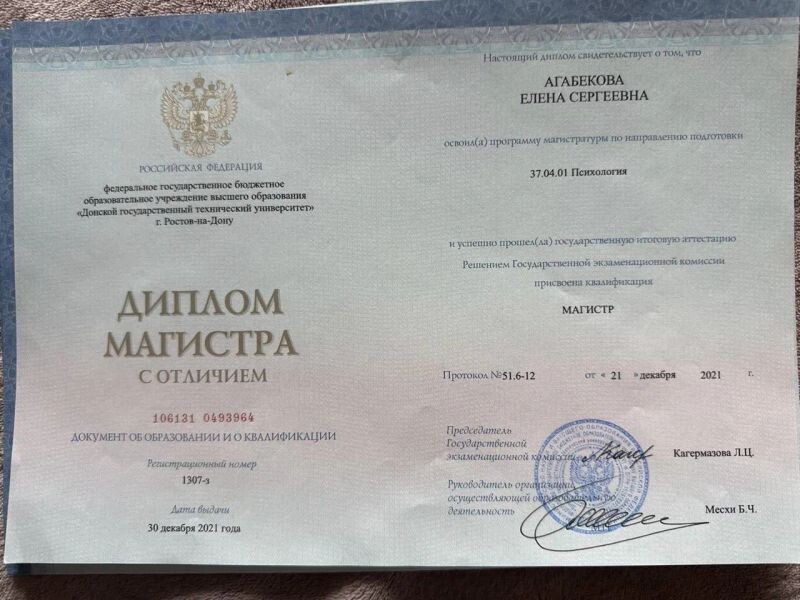 РОССИЙСКАЯ ФЕДЕРАЦИЯ
федеральное государственное бюджетное
образовательное учреждение высшего образования
«Донской государственный технический университет»
г. Ростов-на-Дону
ДИПЛОМ
МАГИСТРА
С ОТЛИЧИЕМ
106131 0493964
ДОКУМЕНТ ОБ ОБРАЗОВАНИИ И О КВАЛИФИКАЦИИ
Регистрационный номер
1307-з
Дата выдачи
30 декабря 2021 года
Настоящий диплом свидетельствует о том, что
АГАБЕКОВА
ЕЛЕНА СЕРГЕЕВНА
освоил(а) программу магистратуры по направлению подготовки
37.04.01 Психология
и успешно прошел(ла) государственную итоговую аттестацию
Решением Государственной экзаменационной комиссии
присвоена квалификация
МАГИСТР
Протокол № 51.6-12 от « 21 » декабря 2021 г.
Председатель
Государственной
экзаменационной комиссии Кагермазова Л.Ц.
Руководитель организации,
осуществляющей образовательную
деятельность Месхи Б.Ч.
М.П.